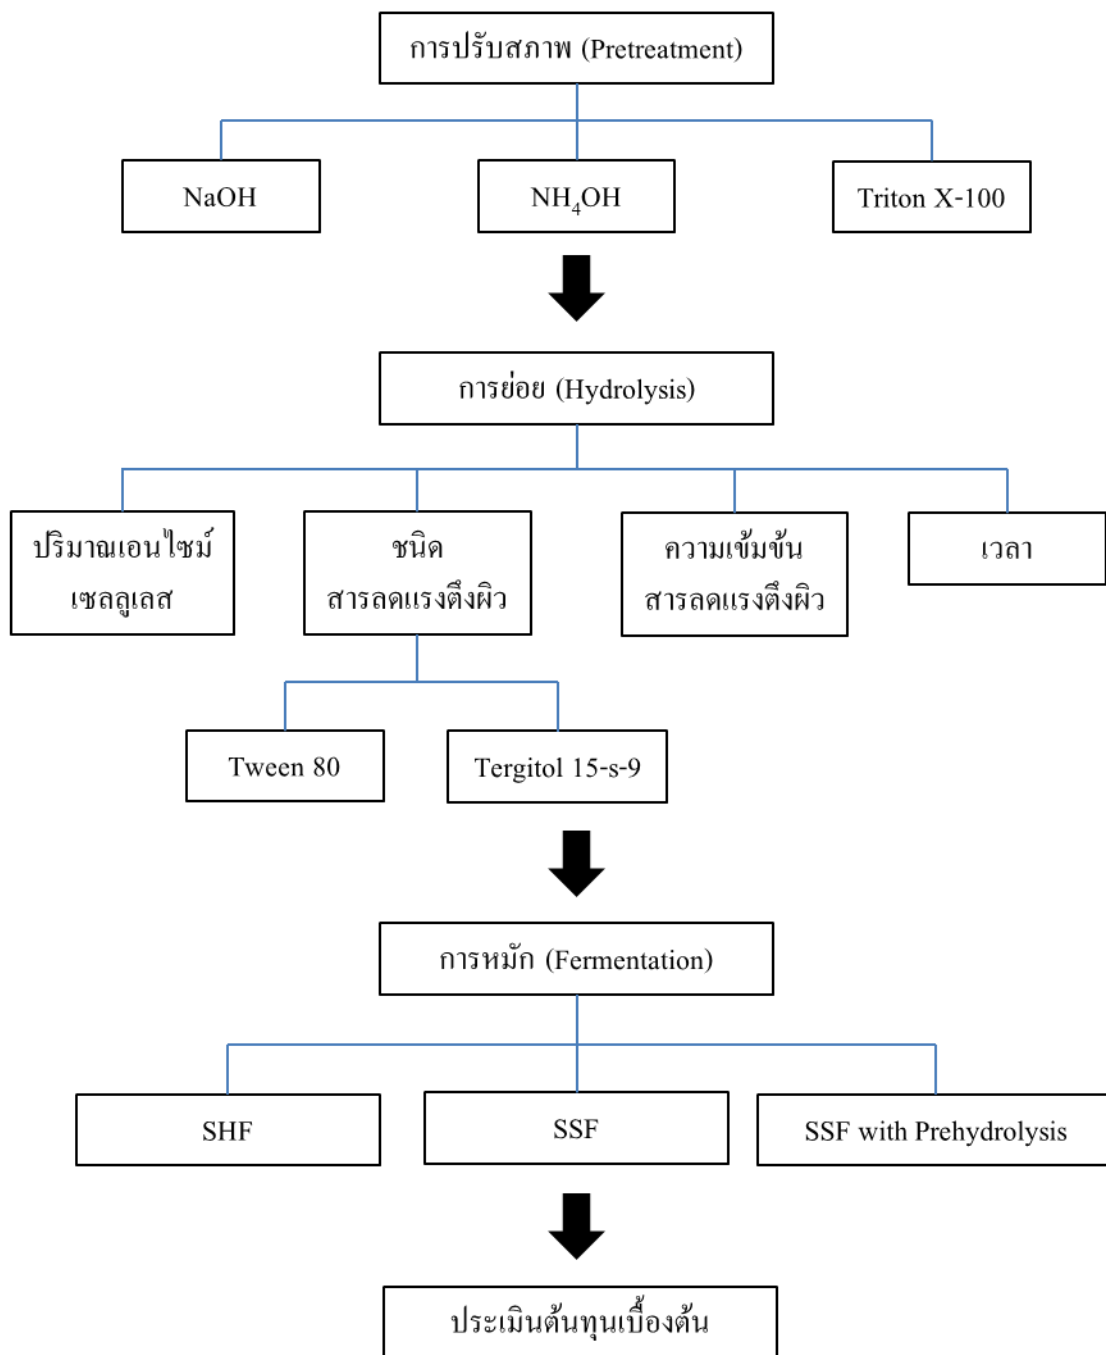 การปรับสภาพ (Pretreatment)
NaOH
NH₄OH
Triton X-100
การย่อย (Hydrolysis)
ปริมาณเอนไซม์
เซลลูเลส
ชนิด
สารลดแรงตึงผิว
ความเข้มข้น
สารลดแรงตึงผิว
เวลา
Tween 80
Tergitol 15-s-9
การหมัก (Fermentation)
SHF
SSF
SSF with Prehydrolysis
ประเมินต้นทุนเบื้องต้น